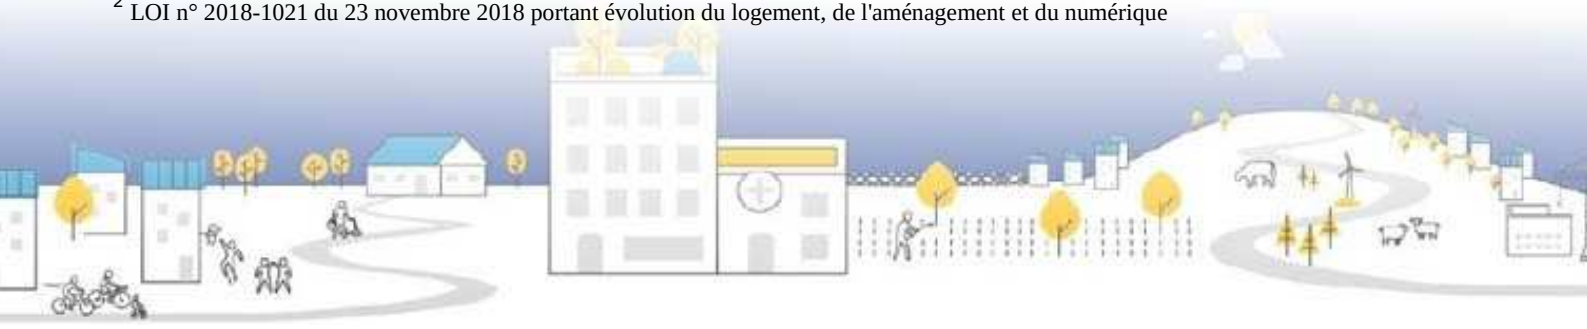 2 LOI n° 2018-1021 du 23 novembre 2018 portant évolution du logement, de l'aménagement et du numérique